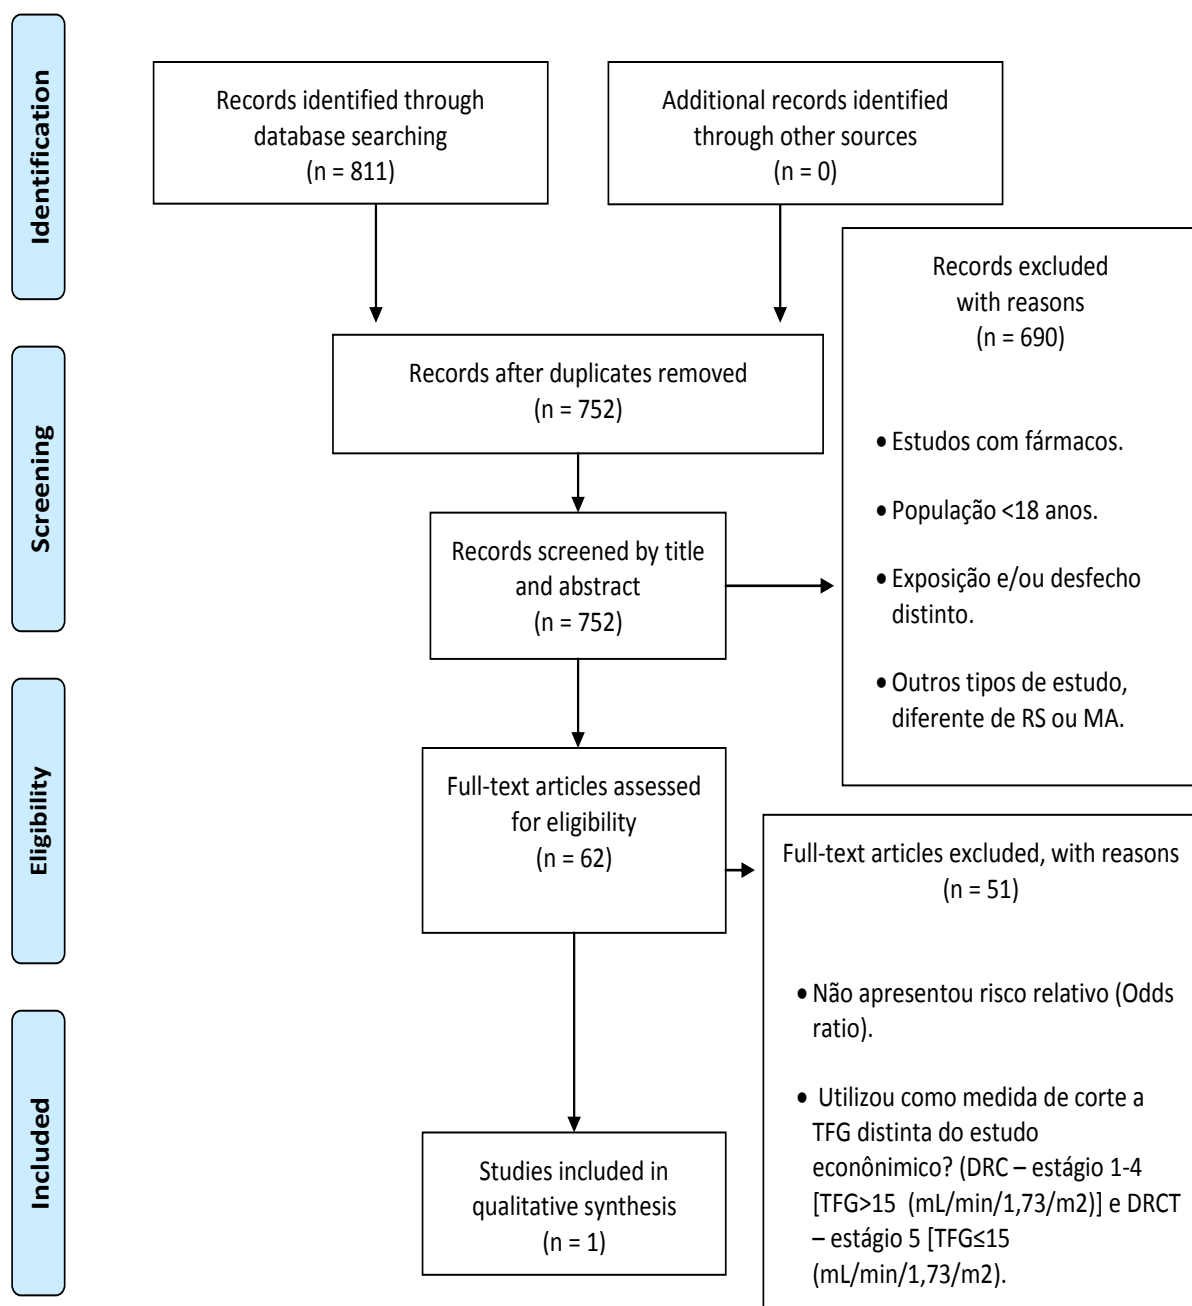 Identification
Records identified through
database searching
(n = 811)
Additional records identified
through other sources
(n = 0)
Records excluded
with reasons
(n = 690)
• Estudos com fármacos.
• População <18 anos.
• Exposição e/ou desfecho
distinto.
• Outros tipos de estudo,
diferente de RS ou MA.
Screening
Records after duplicates removed
(n = 752)
Records screened by title
and abstract
(n = 752)
Eligibility
Full-text articles assessed
for eligibility
(n = 62)
Full-text articles excluded, with reasons
(n = 51)
• Não apresentou risco relativo (Odds
ratio).
• Utilizou como medida de corte a
TFG distinta do estudo
econônimico? (DRC – estágio 1-4
[TFG>15 (mL/min/1,73/m2)] e DRCT
– estágio 5 [TFG≤15
(mL/min/1,73/m2).
Included
Studies included in
qualitative synthesis
(n = 1)